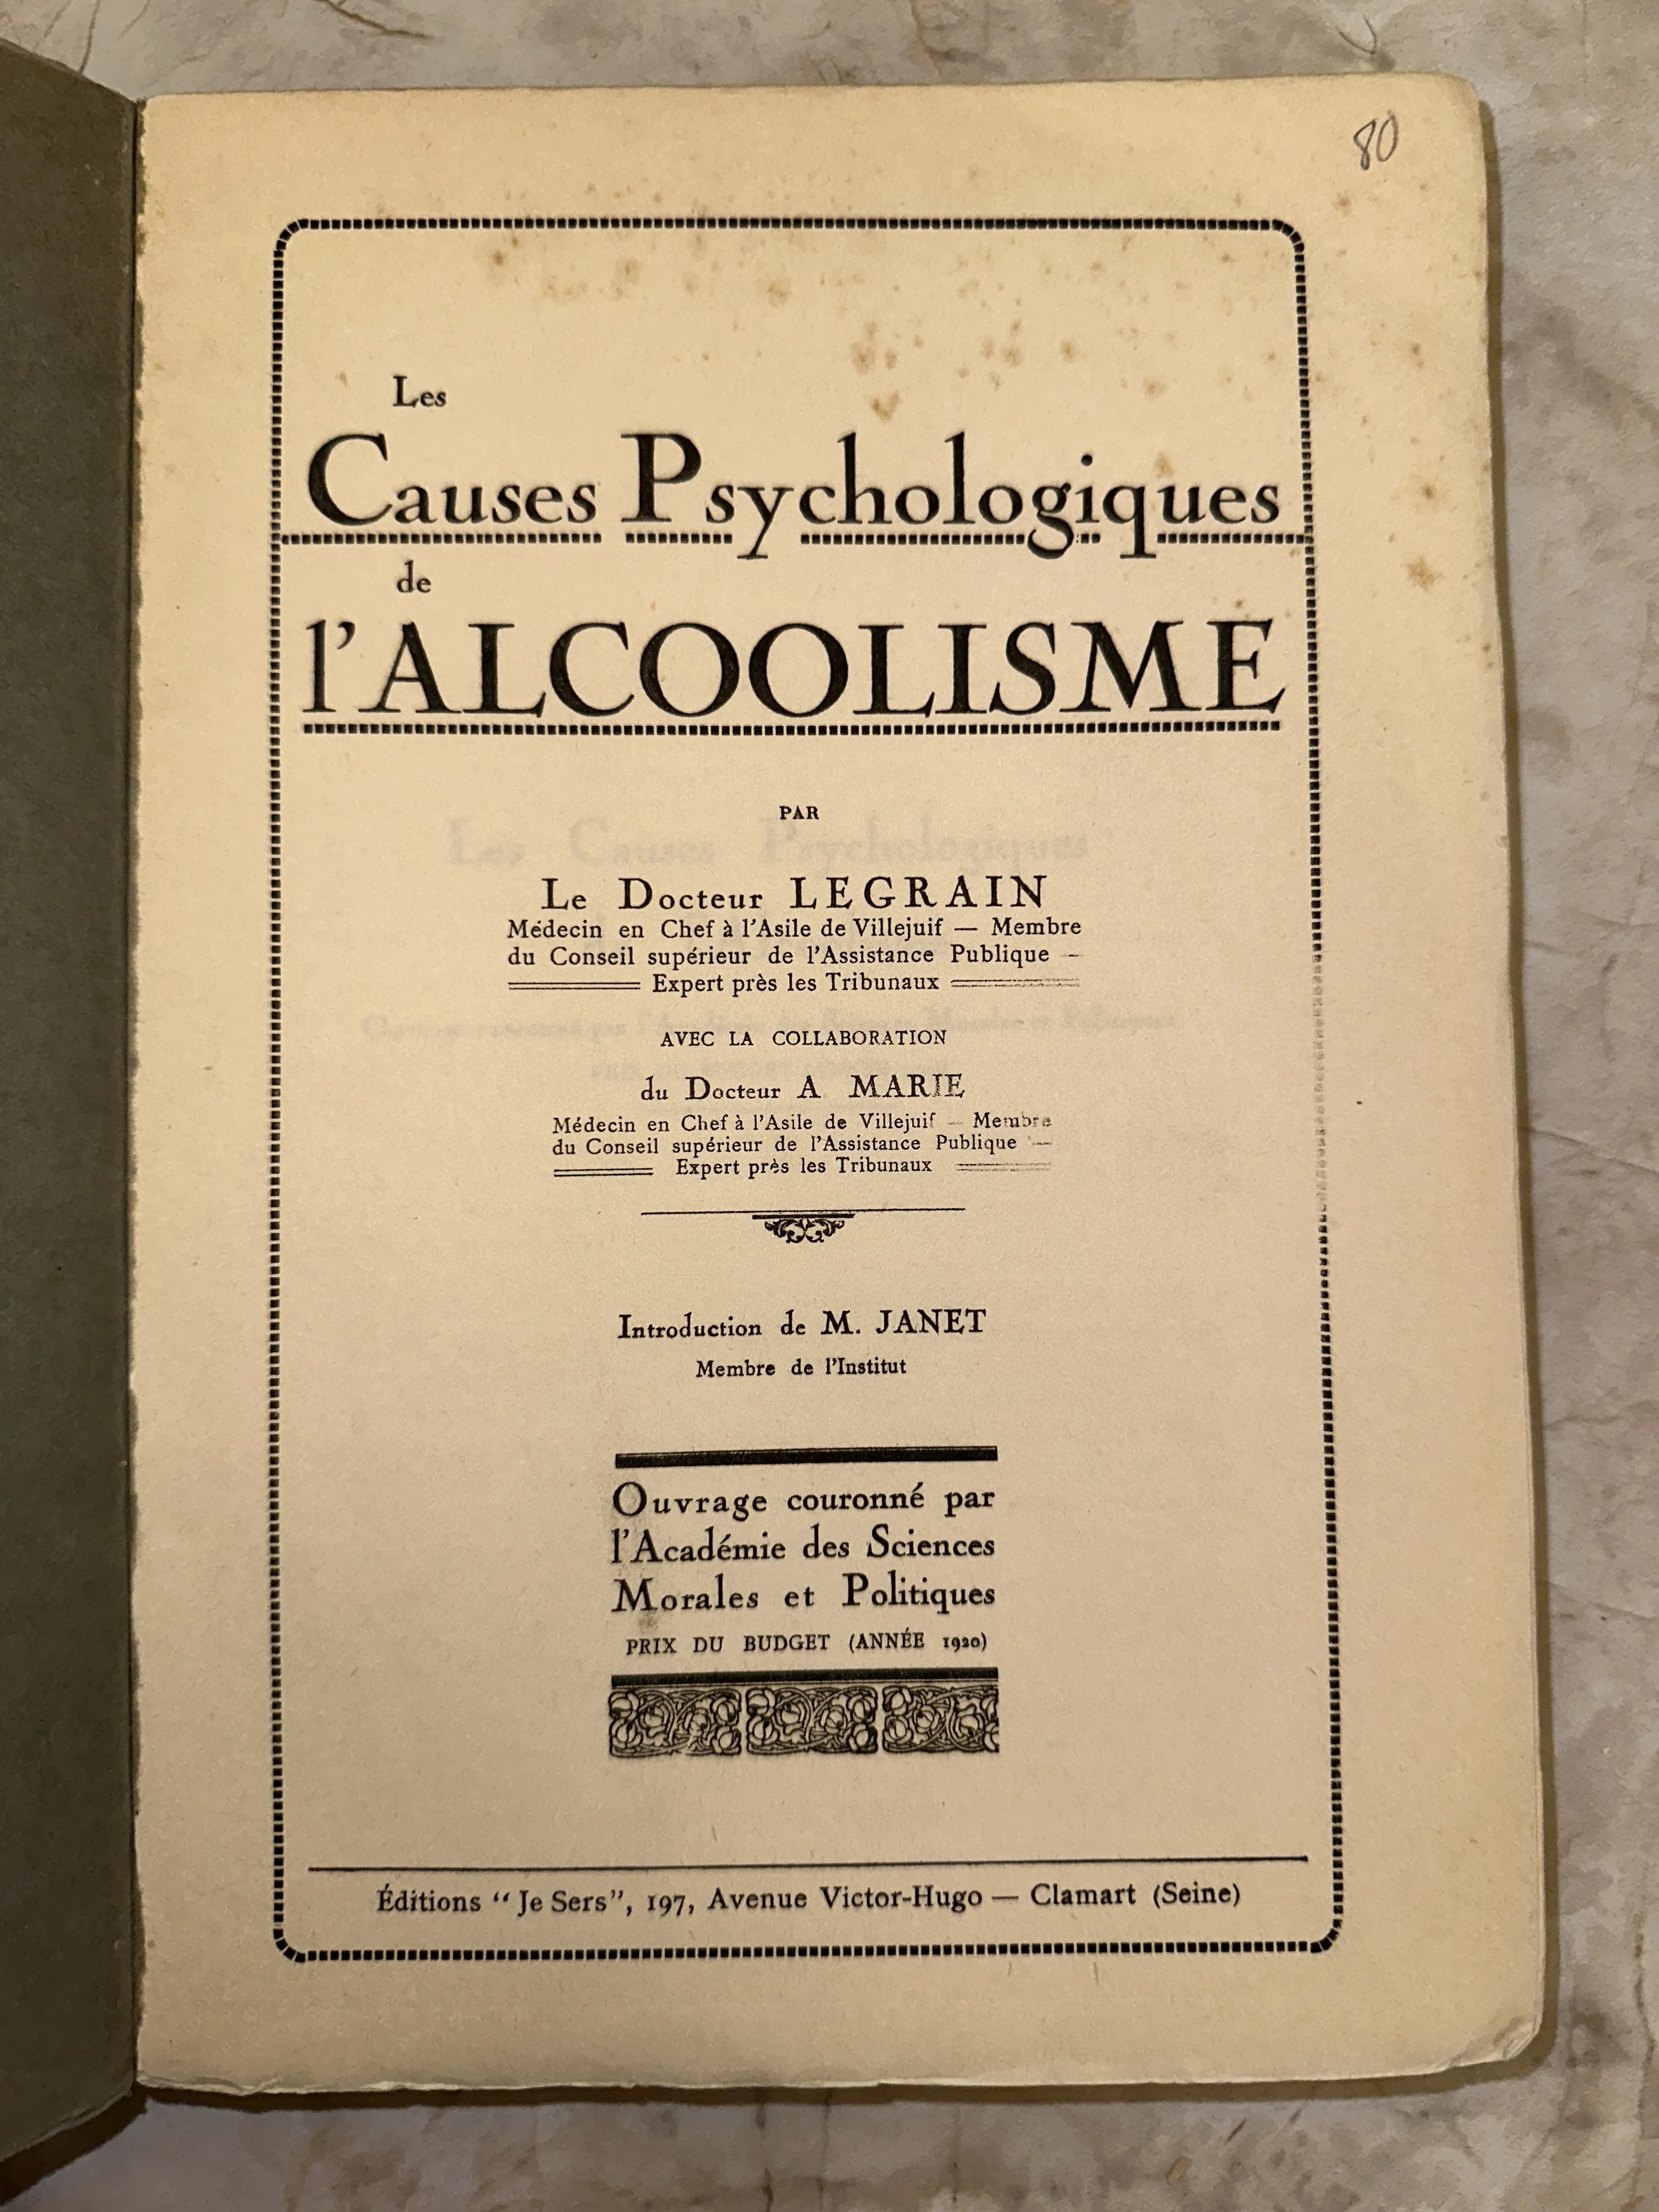 80
Les
Causes Psychologiques
de
l'ALCOOLISME
PAR
Le Docteur LEGRAIN
Médecin en Chef à l'Asile de Villejuif — Membre
du Conseil supérieur de l'Assistance Publique —
Expert près les Tribunaux
AVEC LA COLLABORATION
du Docteur A MARIE
Médecin en Chef à l'Asile de Villejuif — Membre
du Conseil supérieur de l'Assistance Publique —
Expert près les Tribunaux
Introduction de M. JANET
Membre de l'Institut
Ouvrage couronné par
l'Académie des Sciences
Morales et Politiques
PRIX DU BUDGET (ANNÉE 1920)
Éditions “ Je Sers”, 197, Avenue Victor-Hugo — Clamart (Seine)